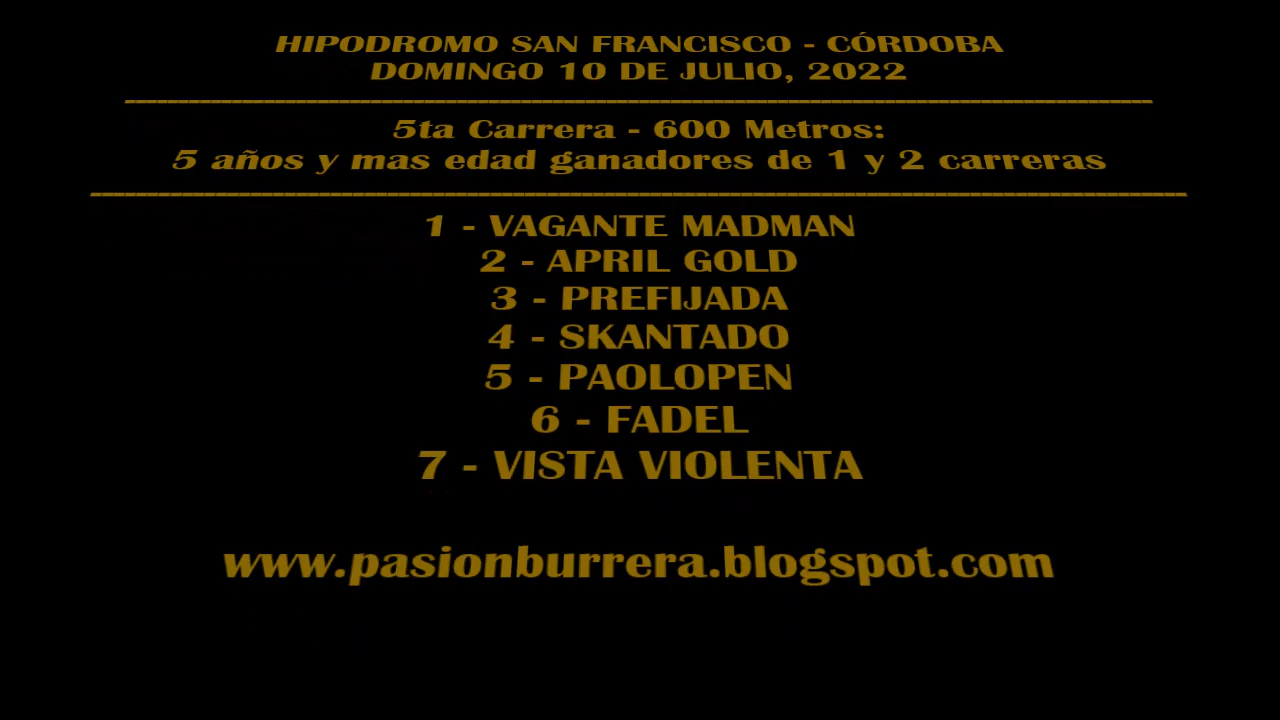 HIPODROMO SAN FRANCISCO - CÓRDOBA
DOMINGO 10 DE JULIO, 2022
5ta Carrera - 600 Metros:
5 años y mas edad ganadores de 1 y 2 carreras
1 - VAGANTE MADMAN
2 - APRIL GOLD
3 - PREFIJADA
4 - SKANTADO
5 - PAOLOPEN
6 - FADEL
7 - VISTA VIOLENTA
www.pasionburrera.blogspot.com